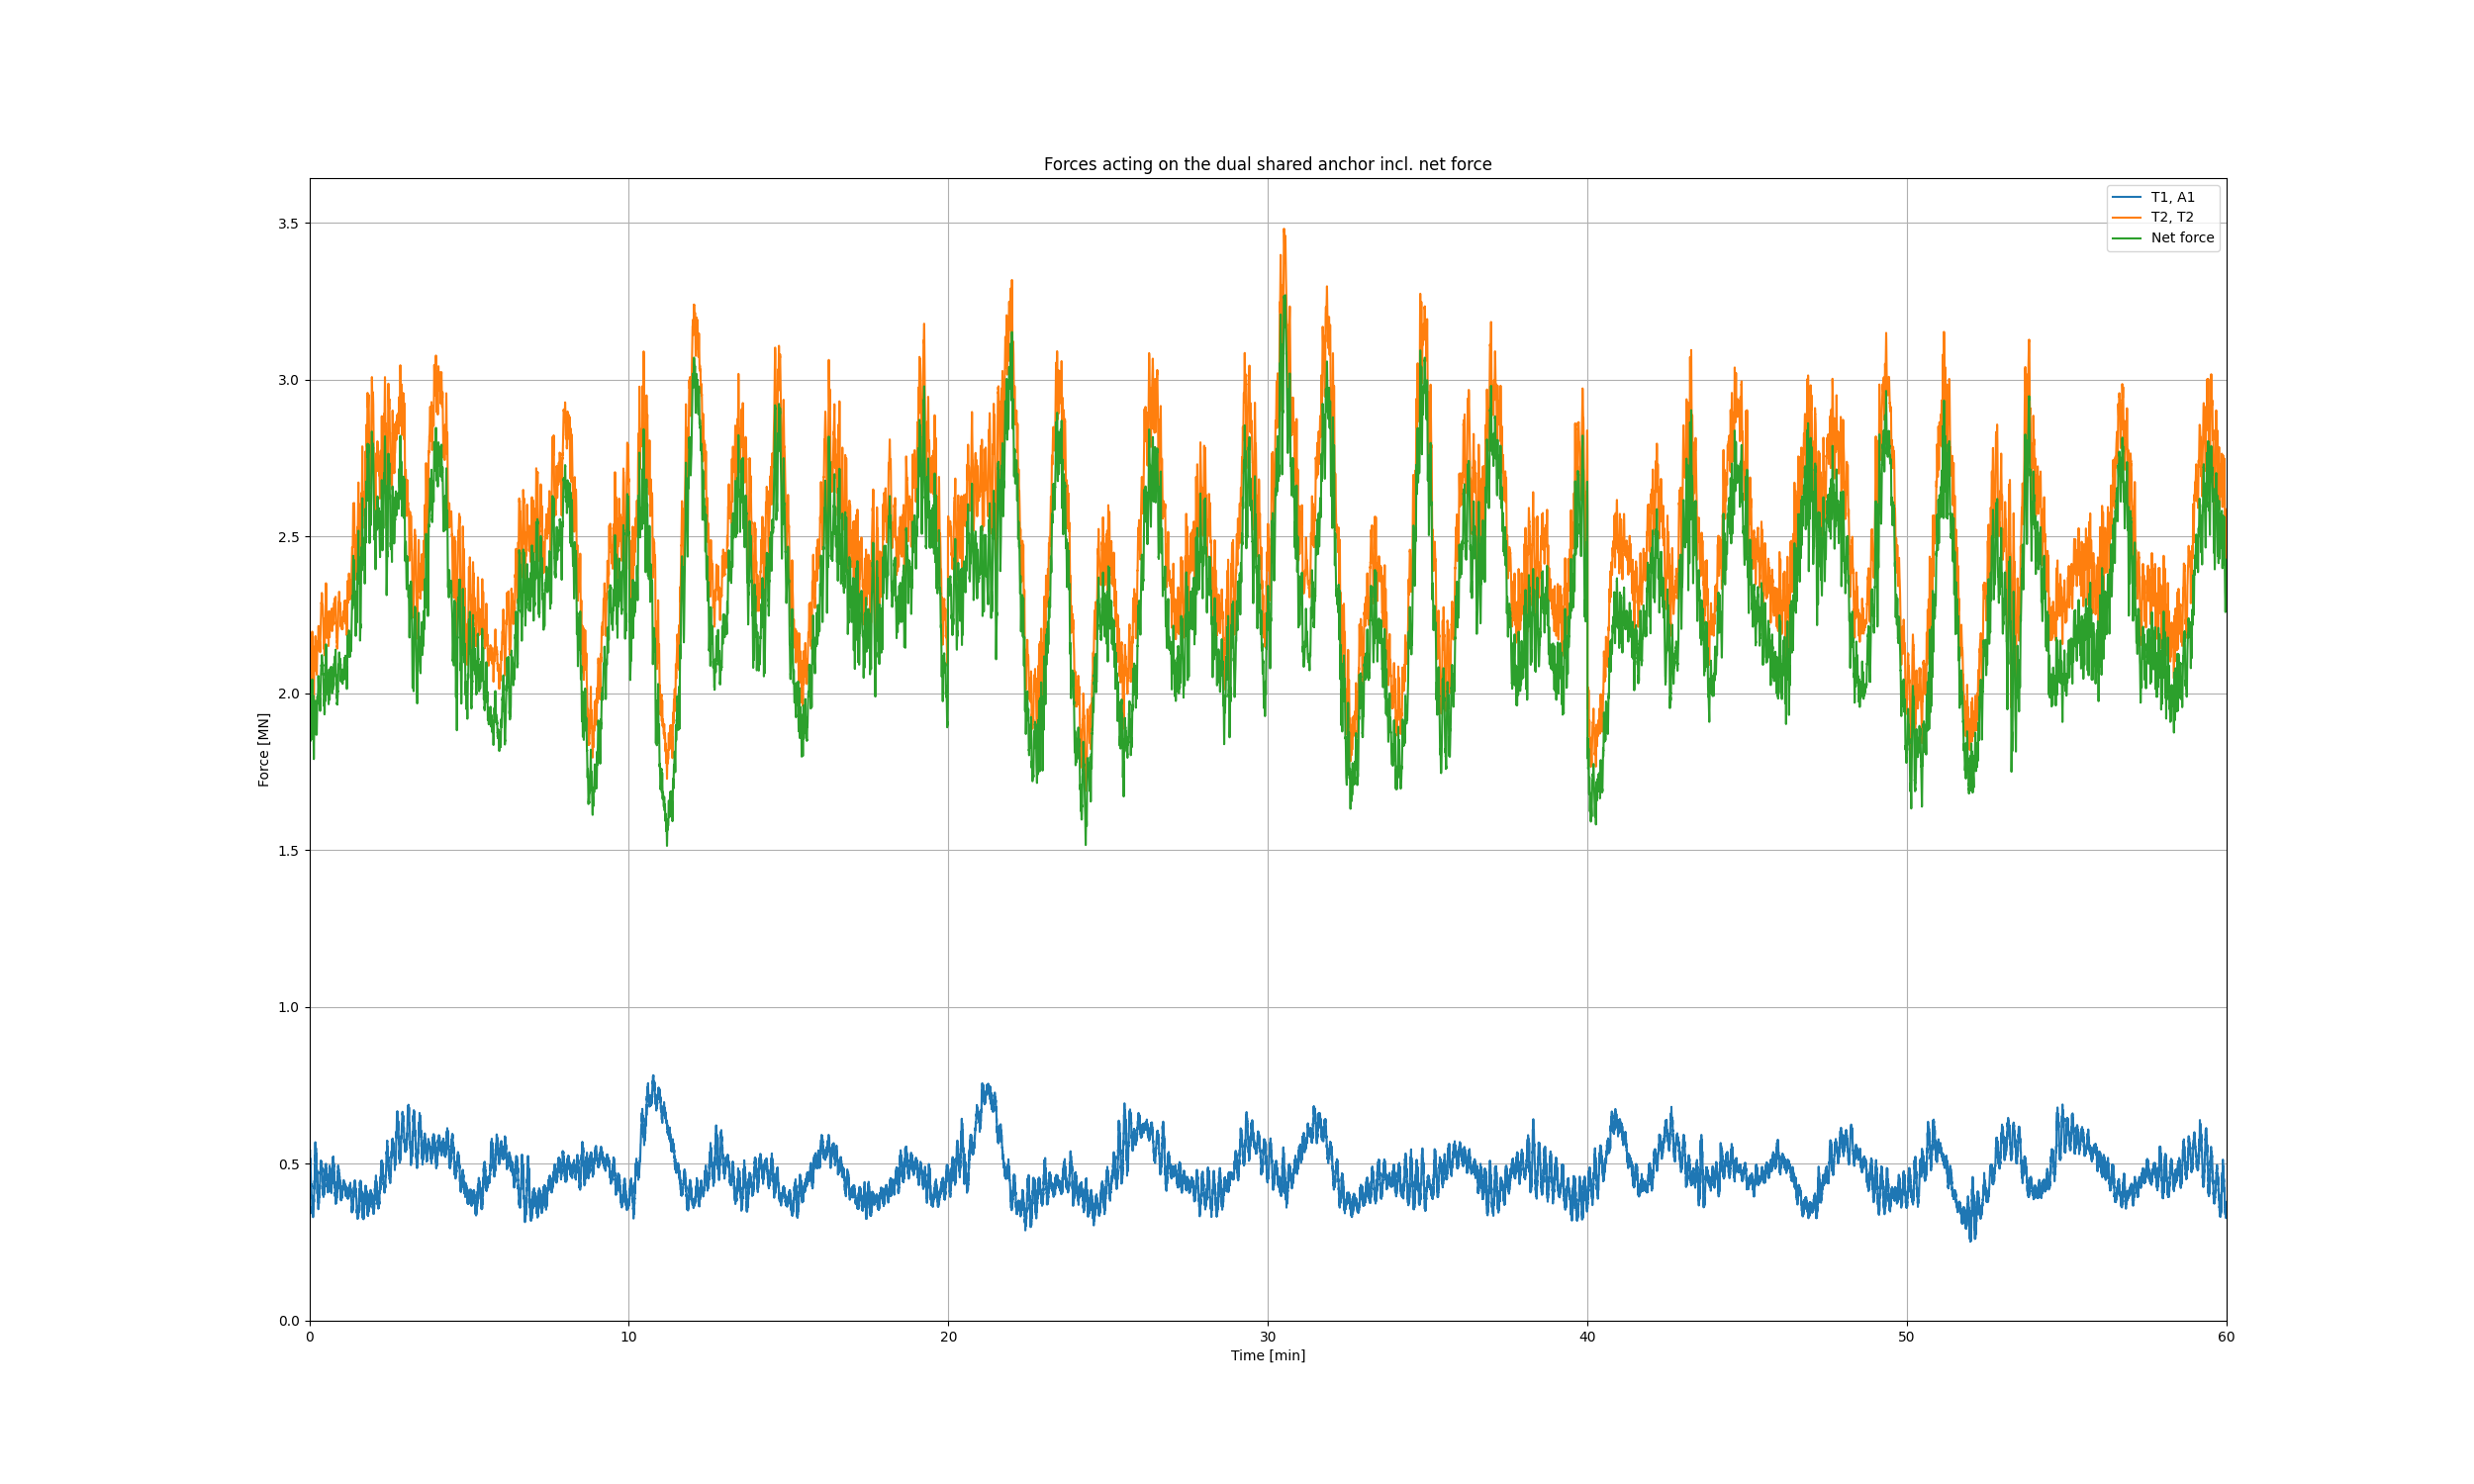 Forces acting on the dual shared anchor incl. net force
T1, A1
T2, T2
Net force
3.5
3.0
2.5
2.0
1.5
1.0
0.5
0.0
Force [MN]
0 10 20 30 40 50 60
Time [min]